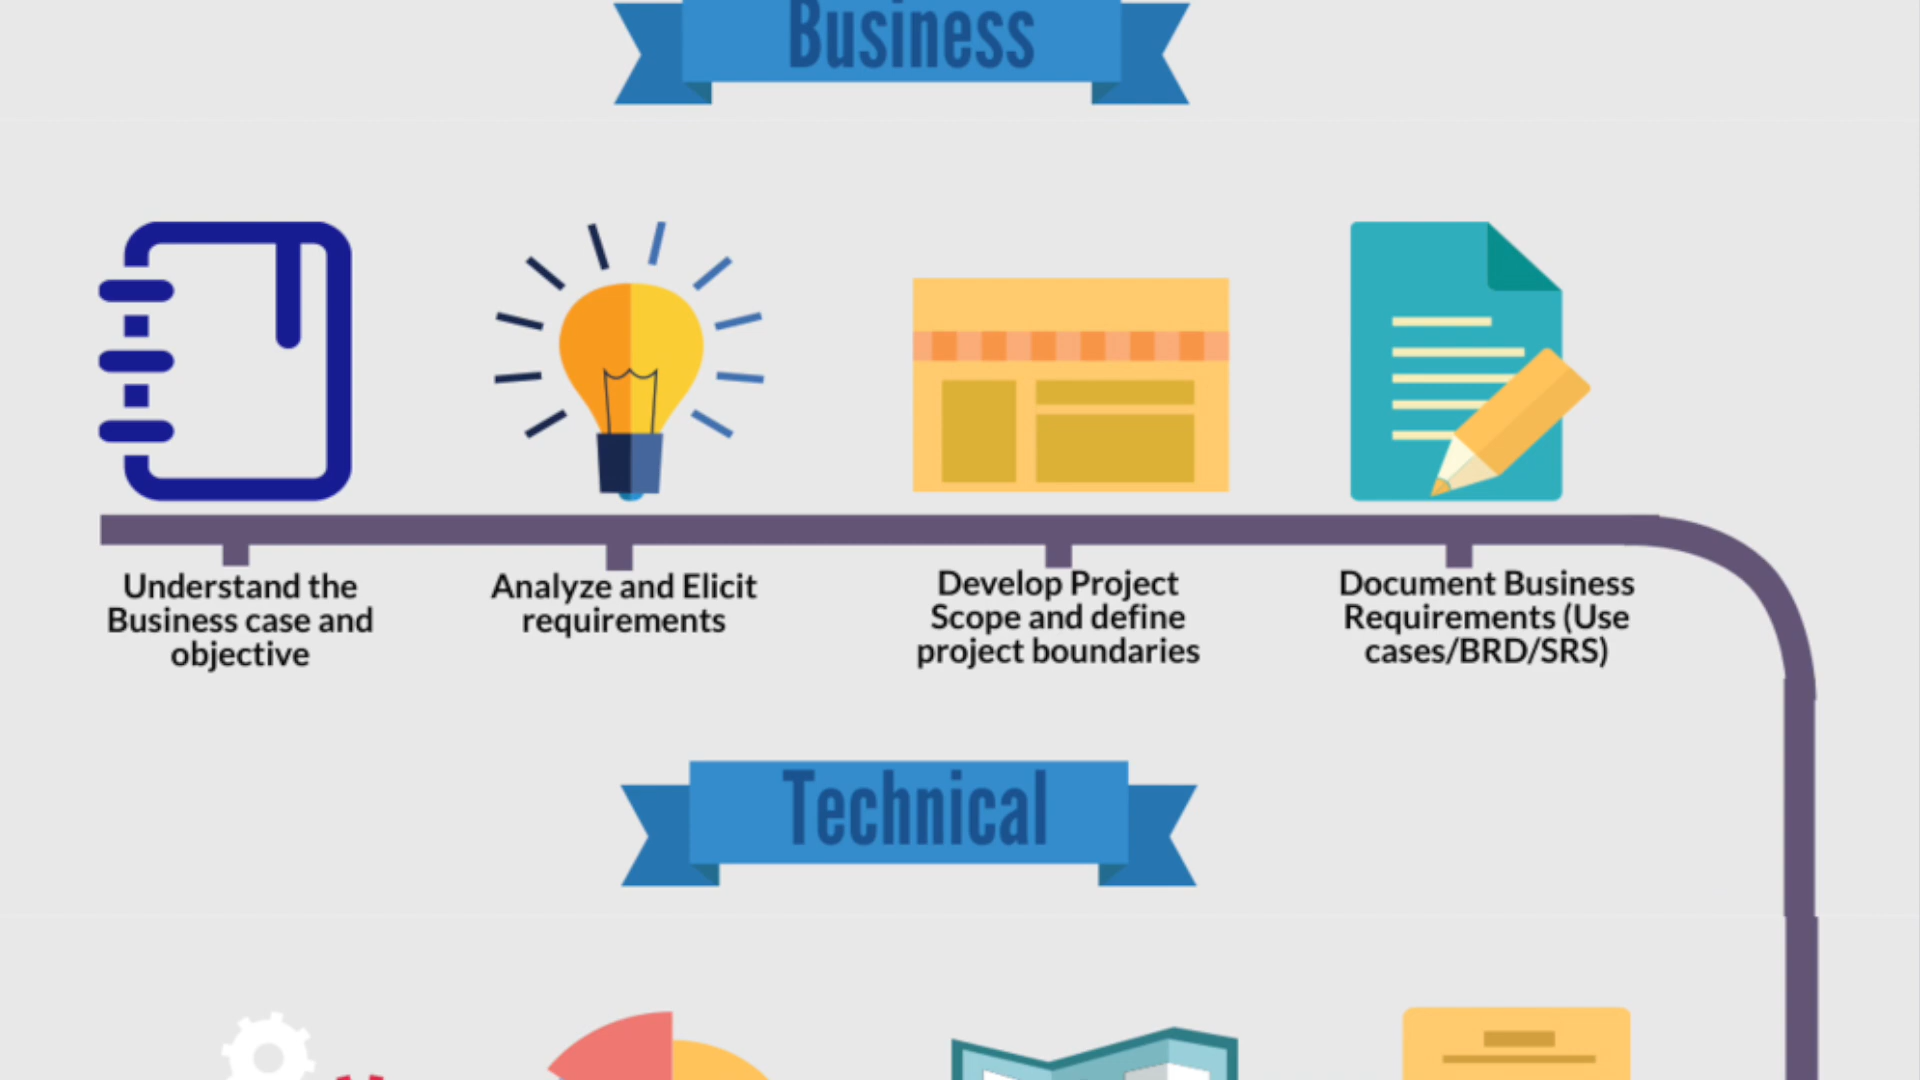 Business
Understand the
Business case and
objective
Analyze and Elicit
requirements
Develop Project
Scope and define
project boundaries
Document Business
Requirements (Use
cases/BRD/SRS)
Technical